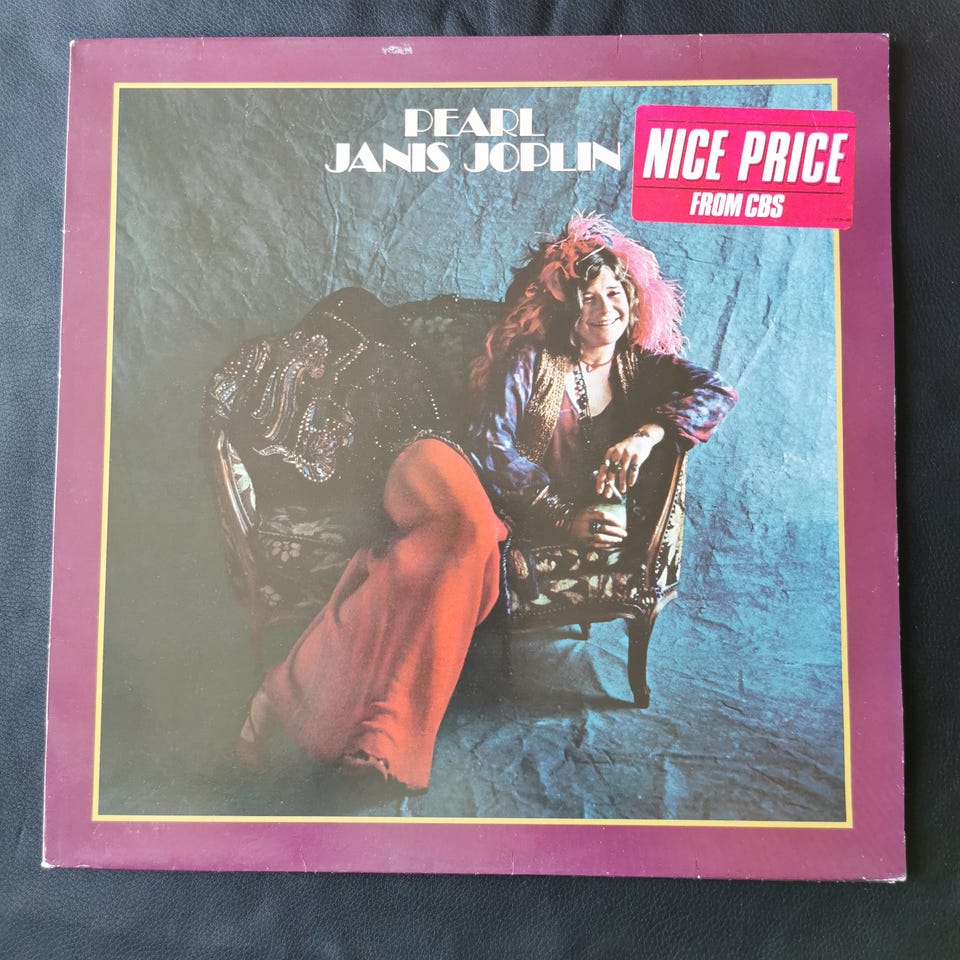 PEARL
JANIS JOPLIN
NICE PRICE
FROM CBS